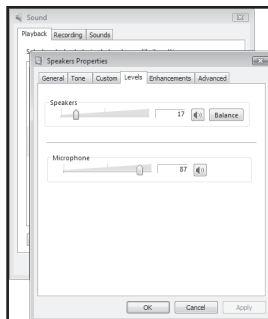 Sound
Playback Recording Sounds
Speakers Properties
General Tone Custom Levels Enhancements Advanced
Speakers
17 Balance
Microphone
87
OK Cancel Apply